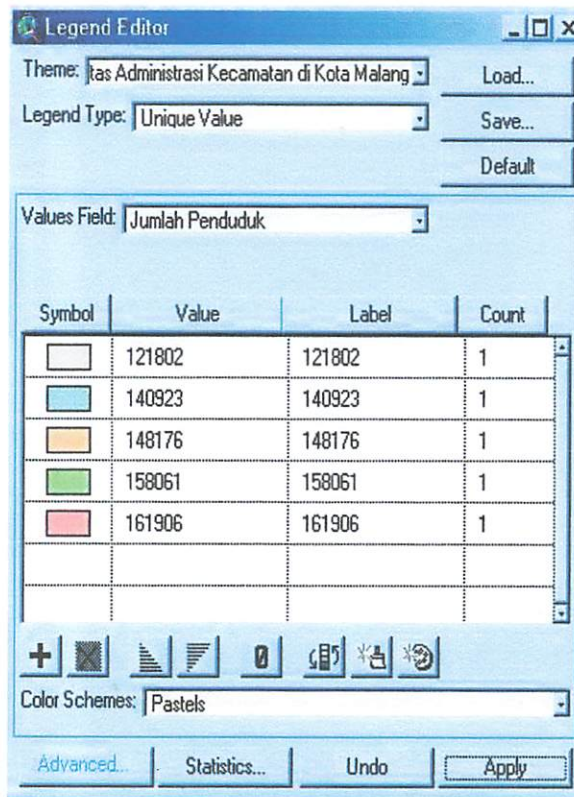 Legend Editor
Theme: tas Administrasi Kecamatan di Kota Malang Load...
Legend Type: Unique Value Save...
Default
Values Field: Jumlah Penduduk
Symbol Value Label Count
121802 121802 1
140923 140923 1
148176 148176 1
158061 158061 1
161906 161906 1
0
Color Schemes: Pastels
Advanced... Statistics... Undo Apply